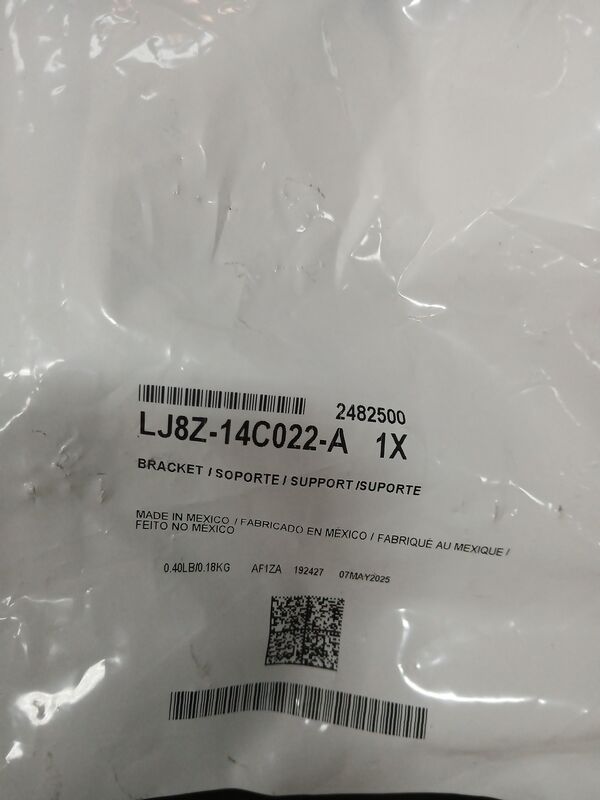 2482500
LJ8Z-14C022-A 1X
BRACKET / SOPORTE / SUPPORT /SUPORTE
MADE IN MEXICO / FABRICADO EN MÉXICO / FABRIQUÉ AU MEXIQUE /
FEITO NO MÉXICO
0.40LB/0.18KG AF1ZA 192427 07MAY2025